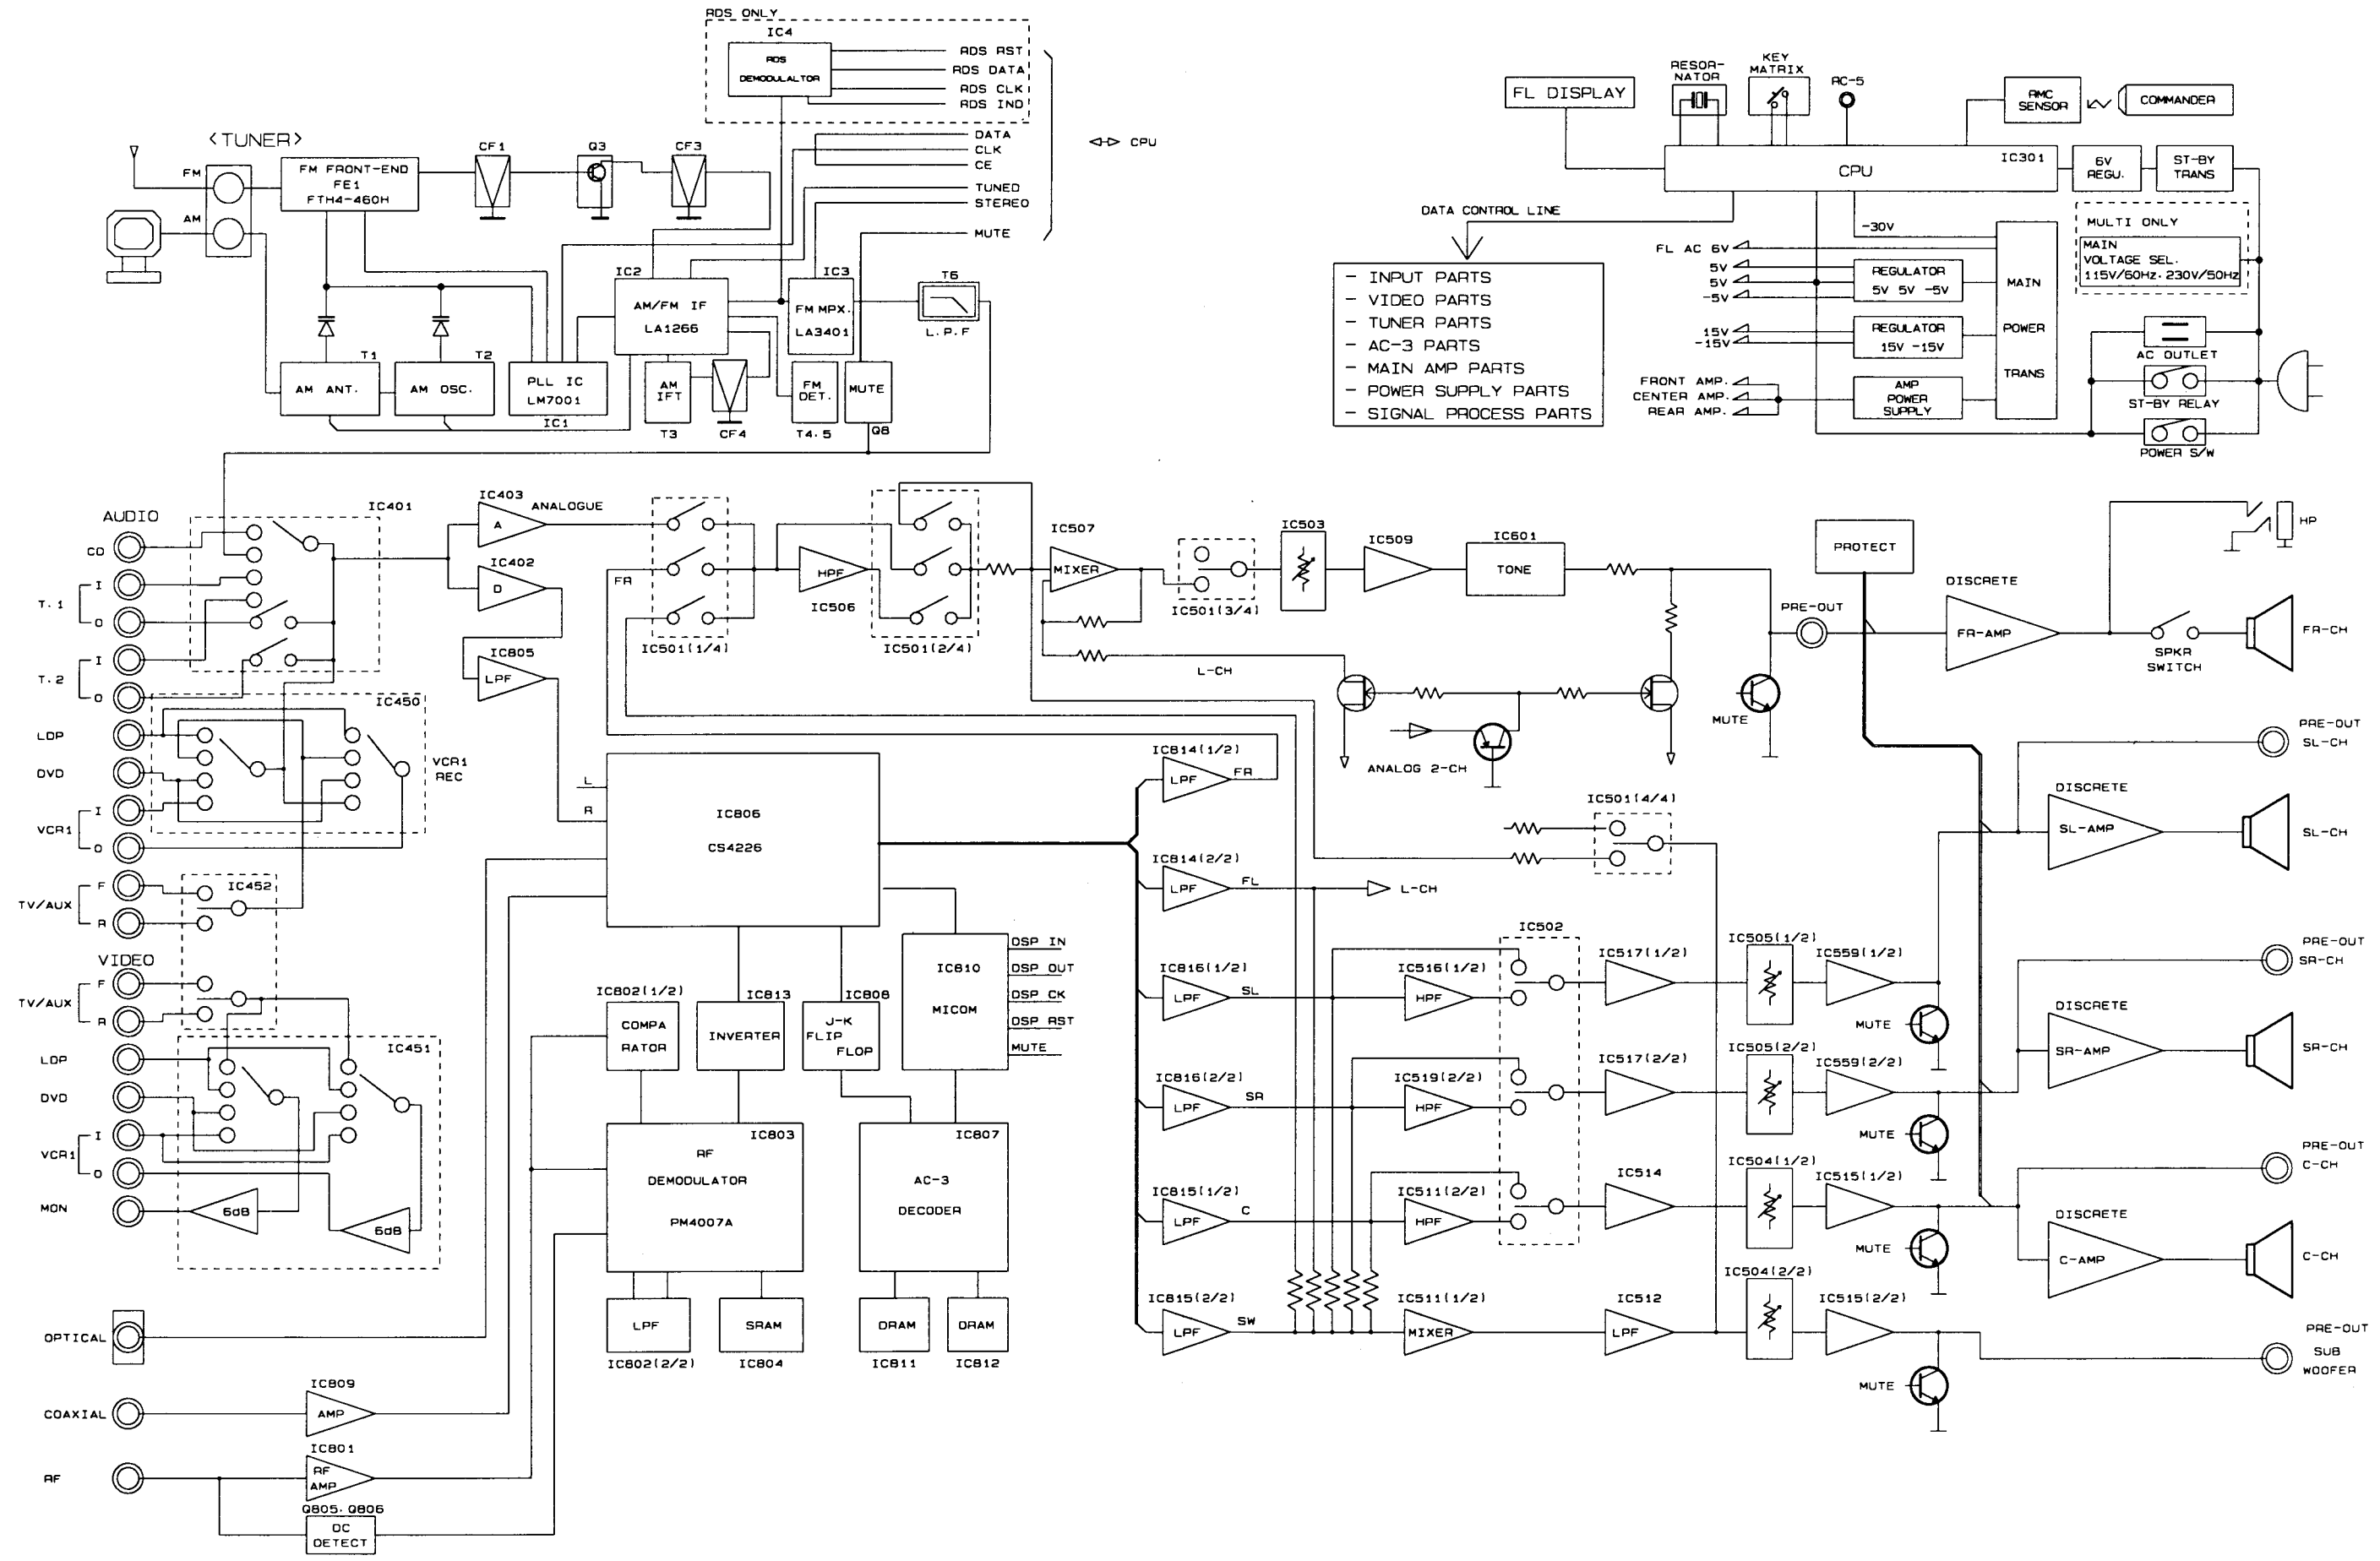 RDS ONLY
IC4
RDS
DEMODULALTOR
RDS RST
RDS DATA
RDS CLK
RDS IND
DATA
CLK
CE
TUNED
STEREO
MUTE
CPU
<TUNER>
FM
AM
FM FRONT-END
FE1
FTH4-460H
CF1
Q3
CF3
IC2
AM/FM IF
LA1266
IC3
FM MPX.
LA3401
T6
L.P.F
T1
AM ANT.
T2
AM OSC.
PLL IC
LM7001
IC1
AM
IFT
T3
CF4
FM
DET.
T4.5
MUTE
Q8
FL DISPLAY
RESOR-
NATOR
KEY
MATRIX
RC-5
RMC
SENSOR
COMMANDER
IC301
CPU
6V
REGU.
ST-BY
TRANS
DATA CONTROL LINE
- INPUT PARTS
- VIDEO PARTS
- TUNER PARTS
- AC-3 PARTS
- MAIN AMP PARTS
- POWER SUPPLY PARTS
- SIGNAL PROCESS PARTS
-30V
FL AC 6V
5V
5V
-5V
REGULATOR
5V 5V -5V
15V
-15V
REGULATOR
15V -15V
FRONT AMP.
CENTER AMP.
REAR AMP.
AMP
POWER
SUPPLY
MAIN
POWER
TRANS
MULTI ONLY
MAIN
VOLTAGE SEL.
115V/60Hz.230V/50Hz
AC OUTLET
ST-BY RELAY
POWER S/W
AUDIO
CD
T.1
I
O
T.2
I
O
LDP
DVD
VCR1
I
O
TV/AUX
F
R
IC401
IC450
VCR1
REC
IC452
VIDEO
TV/AUX
F
R
LDP
DVD
VCR1
I
O
MON
IC451
6dB
6dB
OPTICAL
COAXIAL
IC809
AMP
RF
IC801
RF
AMP
Q805.Q806
DC
DETECT
IC403
A
ANALOGUE
IC402
D
IC805
LPF
FR
IC501(1/4)
HPF
IC506
IC501(2/4)
IC507
MIXER
IC501(3/4)
IC503
IC509
IC601
TONE
L-CH
ANALOG 2-CH
MUTE
PRE-OUT
PROTECT
DISCRETE
FR-AMP
HP
SPKR
SWITCH
FR-CH
L
R
IC806
CS4226
IC802(1/2)
COMPA
RATOR
IC813
INVERTER
IC808
J-K
FLIP
FLOP
IC810
MICOM
DSP IN
DSP OUT
DSP CK
DSP RST
MUTE
IC803
RF
DEMODULATOR
PM4007A
IC807
AC-3
DECODER
LPF
IC802(2/2)
SRAM
IC804
DRAM
IC811
DRAM
IC812
IC814(1/2)
LPF
FR
IC814(2/2)
LPF
FL
L-CH
IC501(4/4)
IC816(1/2)
LPF
SL
IC516(1/2)
HPF
IC502
IC517(1/2)
IC505(1/2)
IC559(1/2)
MUTE
IC816(2/2)
LPF
SR
IC519(2/2)
HPF
IC517(2/2)
IC505(2/2)
IC559(2/2)
MUTE
IC815(1/2)
LPF
C
IC511(2/2)
HPF
IC514
IC504(1/2)
IC515(1/2)
MUTE
IC815(2/2)
LPF
SW
IC511(1/2)
MIXER
IC512
LPF
IC504(2/2)
IC515(2/2)
MUTE
PRE-OUT
SL-CH
DISCRETE
SL-AMP
SL-CH
PRE-OUT
SR-CH
DISCRETE
SR-AMP
SR-CH
PRE-OUT
C-CH
DISCRETE
C-AMP
C-CH
PRE-OUT
SUB
WOOFER